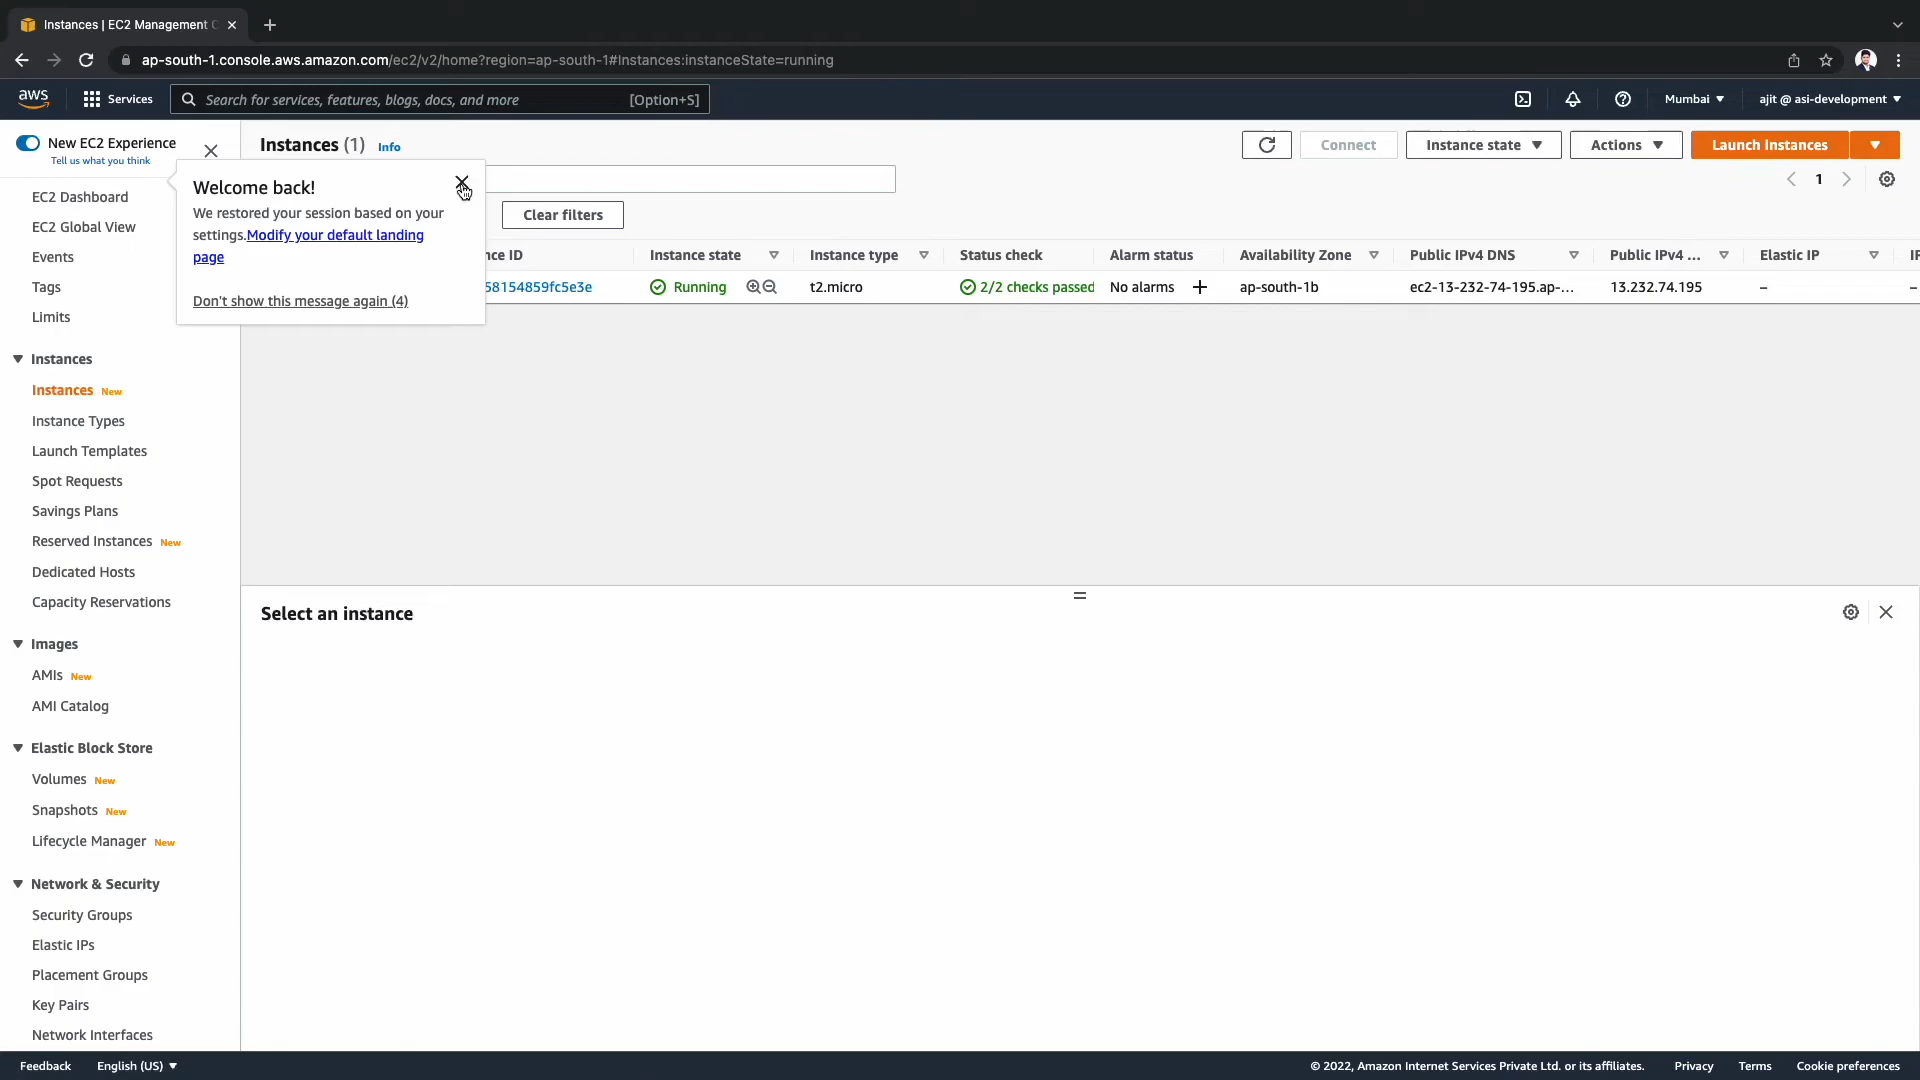 Instances | EC2 Management C
ap-south-1.console.aws.amazon.com/ec2/v2/home?region=ap-south-1#Instances:instanceState=running
aws
Services
Search for services, features, blogs, docs, and more
[Option+S]
Mumbai
ajit @ asi-development
New EC2 Experience
Tell us what you think
EC2 Dashboard
EC2 Global View
Events
Tags
Limits
Instances
Instances New
Instance Types
Launch Templates
Spot Requests
Savings Plans
Reserved Instances New
Dedicated Hosts
Capacity Reservations
Images
AMIs New
AMI Catalog
Elastic Block Store
Volumes New
Snapshots New
Lifecycle Manager New
Network & Security
Security Groups
Elastic IPs
Placement Groups
Key Pairs
Network Interfaces
Welcome back!
We restored your session based on your
settings.Modify your default landing
page
Don't show this message again (4)
Instances (1) Info
Connect
Instance state
Actions
Launch instances
1
Clear filters
nce ID Instance state Instance type Status check Alarm status Availability Zone Public IPv4 DNS Public IPv4 ... Elastic IP IP
58154859fc5e3e Running t2.micro 2/2 checks passed No alarms + ap-south-1b ec2-13-232-74-195.ap-... 13.232.74.195 – –
Select an instance
Feedback English (US) © 2022, Amazon Internet Services Private Ltd. or its affiliates. Privacy Terms Cookie preferences